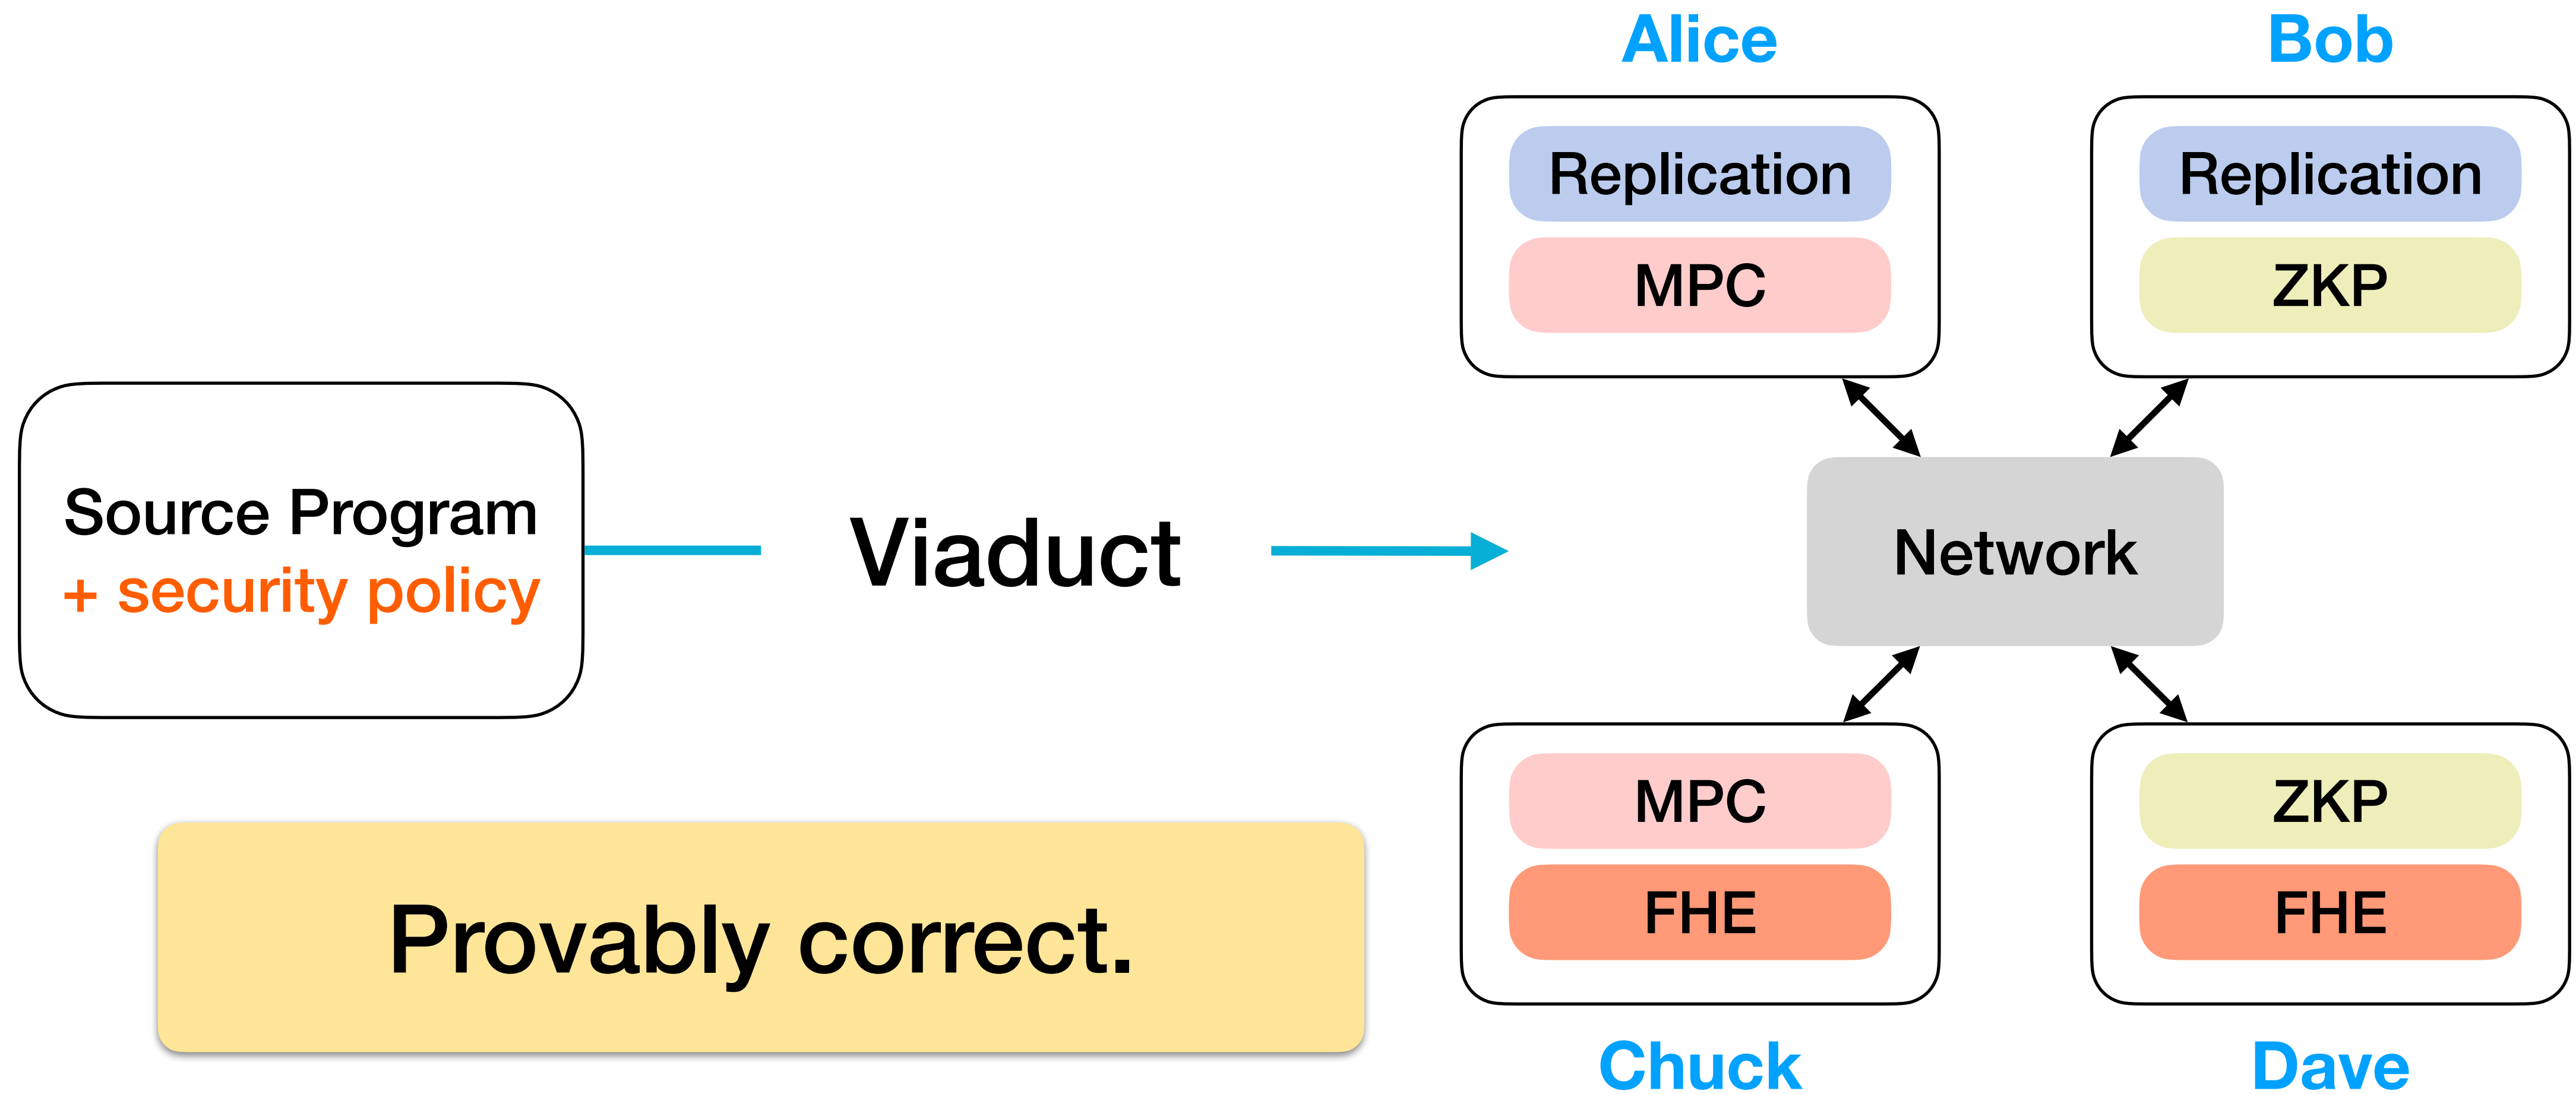 Source Program
+ security policy
Viaduct
Provably correct.
Alice
Replication
MPC
Bob
Replication
ZKP
Network
MPC
FHE
Chuck
ZKP
FHE
Dave